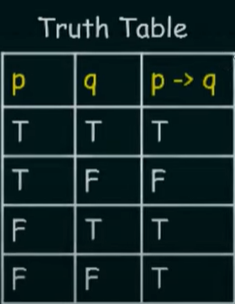 Truth Table
p q p -> q
T T T
T F F
F T T
F F T